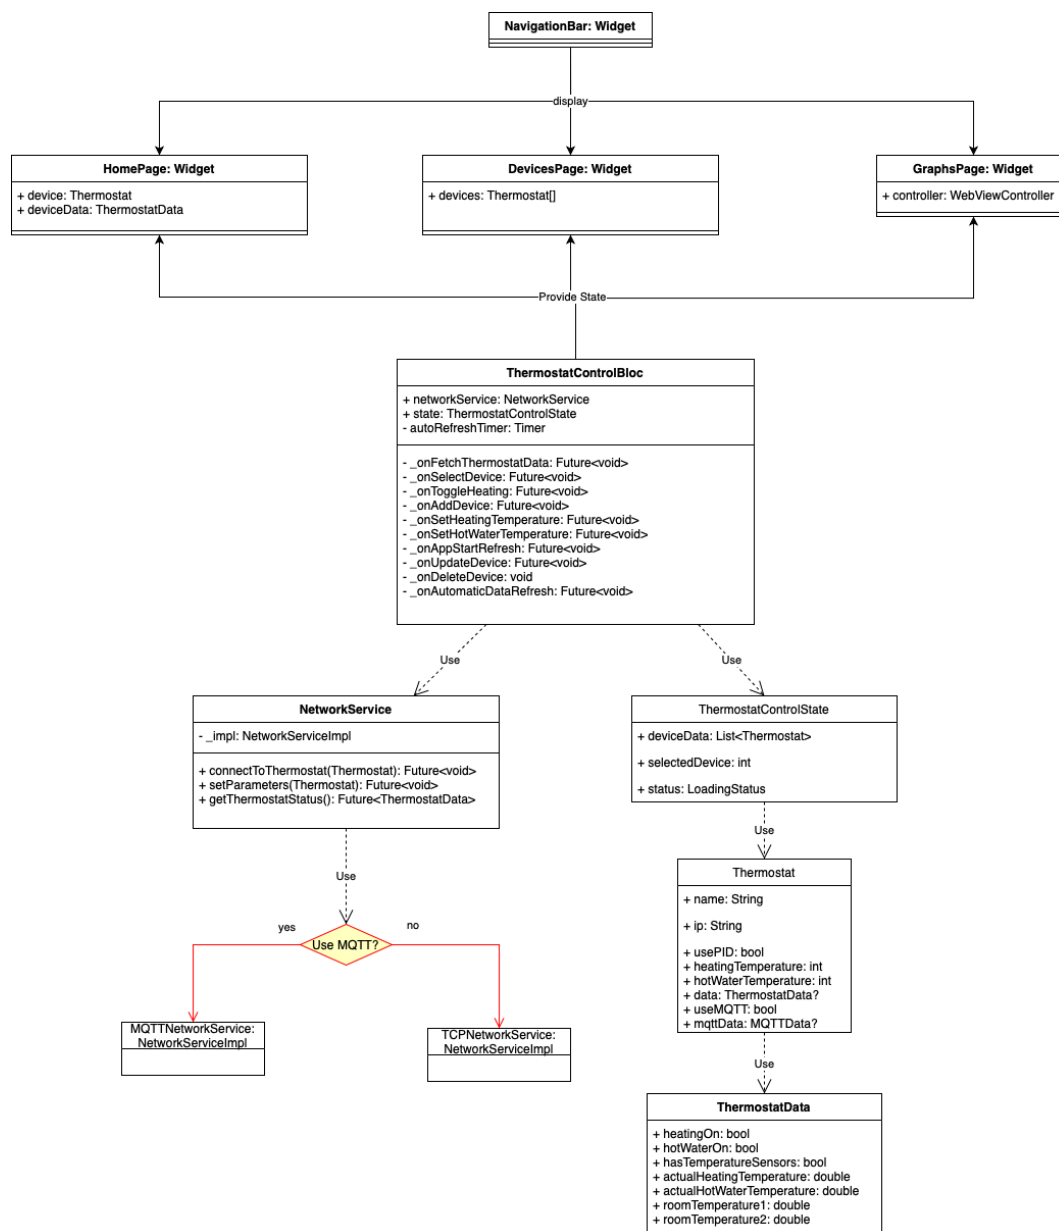 NavigationBar: Widget
display
HomePage: Widget
+ device: Thermostat
+ deviceData: ThermostatData
DevicesPage: Widget
+ devices: Thermostat[]
GraphsPage: Widget
+ controller: WebViewController
Provide State
ThermostatControlBloc
+ networkService: NetworkService
+ state: ThermostatControlState
- autoRefreshTimer: Timer
- _onFetchThermostatData: Future<void>
- _onSelectDevice: Future<void>
- _onToggleHeating: Future<void>
- _onAddDevice: Future<void>
- _onSetHeatingTemperature: Future<void>
- _onSetHotWaterTemperature: Future<void>
- _onAppStartRefresh: Future<void>
- _onUpdateDevice: Future<void>
- _onDeleteDevice: void
- _onAutomaticDataRefresh: Future<void>
Use
Use
NetworkService
- _impl: NetworkServiceImpl
+ connectToThermostat(Thermostat): Future<void>
+ setParameters(Thermostat): Future<void>
+ getThermostatStatus(): Future<ThermostatData>
ThermostatControlState
+ deviceData: List<Thermostat>
+ selectedDevice: int
+ status: LoadingStatus
Use
Use
Thermostat
+ name: String
+ ip: String
+ usePID: bool
+ heatingTemperature: int
+ hotWaterTemperature: int
+ data: ThermostatData?
+ useMQTT: bool
+ mqttData: MQTTData?
yes
no
Use MQTT?
MQTTNetworkService:
NetworkServiceImpl
TCPNetworkService:
NetworkServiceImpl
Use
ThermostatData
+ heatingOn: bool
+ hotWaterOn: bool
+ hasTemperatureSensors: bool
+ actualHeatingTemperature: double
+ actualHotWaterTemperature: double
+ roomTemperature1: double
+ roomTemperature2: double